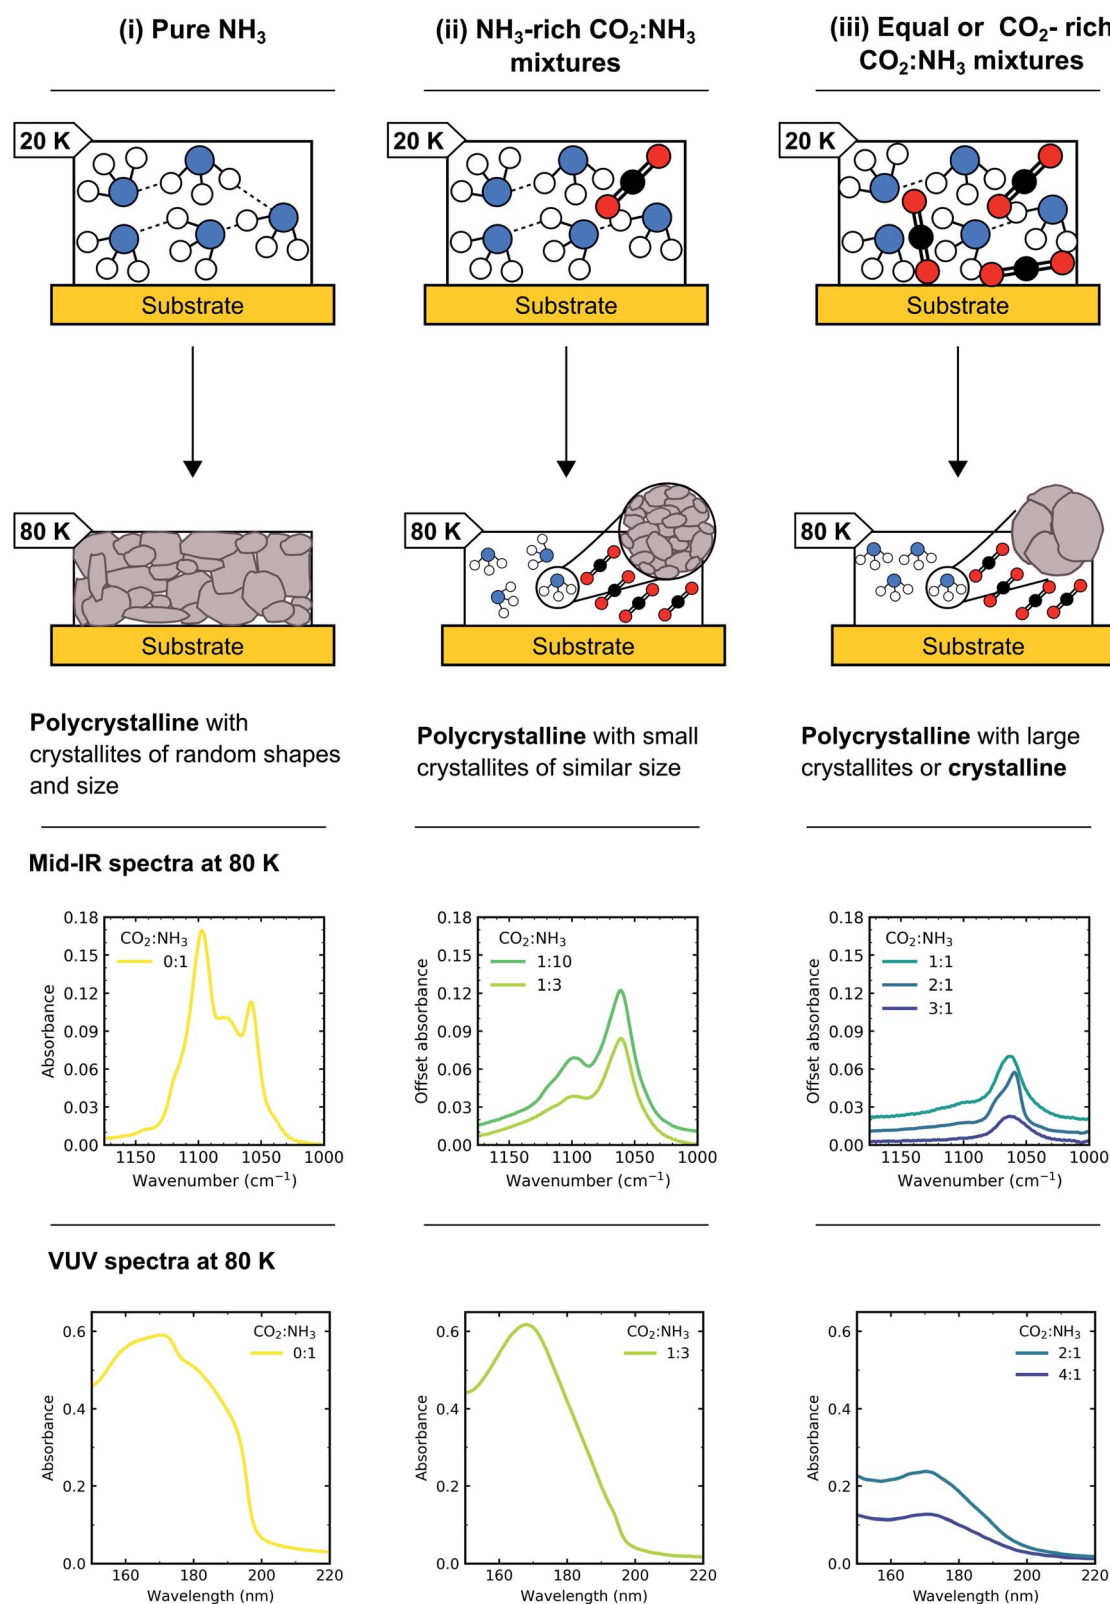 (i) Pure NH₃
(ii) NH₃-rich CO₂:NH₃
mixtures
(iii) Equal or CO₂- rich
CO₂:NH₃ mixtures
20 K
20 K
20 K
Substrate
Substrate
Substrate
80 K
80 K
80 K
Substrate
Substrate
Substrate
Polycrystalline with
crystallites of random shapes
and size
Polycrystalline with small
crystallites of similar size
Polycrystalline with large
crystallites or crystalline
Mid-IR spectra at 80 K
0.18
0.15
0.12
0.09
0.06
0.03
0.00
Absorbance
CO₂:NH₃
0:1
1150 1100 1050 1000
Wavenumber (cm⁻¹)
0.18
0.15
0.12
0.09
0.06
0.03
0.00
Offset absorbance
CO₂:NH₃
1:10
1:3
1150 1100 1050 1000
Wavenumber (cm⁻¹)
0.18
0.15
0.12
0.09
0.06
0.03
0.00
Offset absorbance
CO₂:NH₃
1:1
2:1
3:1
1150 1100 1050 1000
Wavenumber (cm⁻¹)
VUV spectra at 80 K
0.6
0.4
0.2
0.0
Absorbance
CO₂:NH₃
0:1
160 180 200 220
Wavelength (nm)
0.6
0.4
0.2
0.0
Absorbance
CO₂:NH₃
1:3
160 180 200 220
Wavelength (nm)
0.6
0.4
0.2
0.0
Absorbance
CO₂:NH₃
2:1
4:1
160 180 200 220
Wavelength (nm)